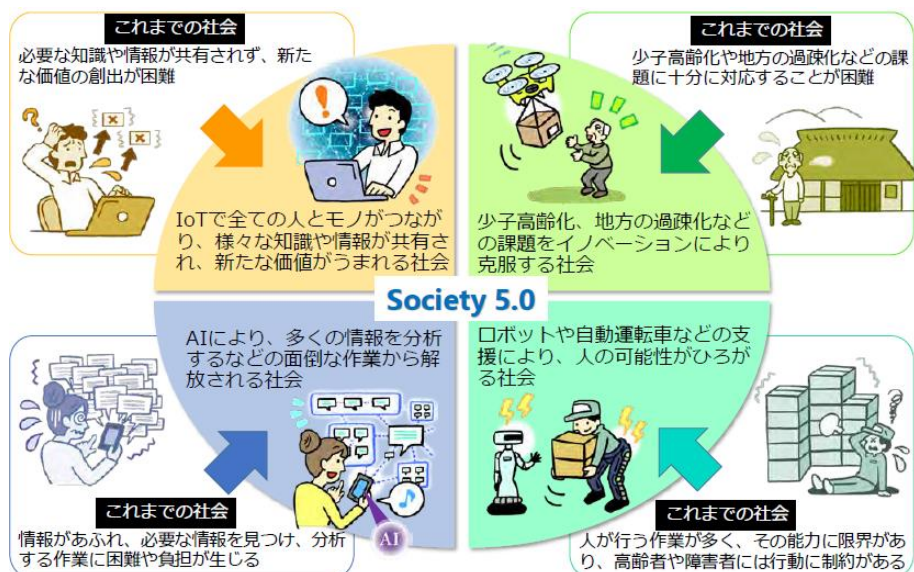 これまでの社会
必要な知識や情報が共有されず、新た
な価値の創出が困難
これまでの社会
少子高齢化や地方の過疎化などの課
題に十分に対応することが困難
IoTで全ての人とモノがつなが
り、様々な知識や情報が共有さ
れ、新たな価値がうまれる社会
少子高齢化、地方の過疎化など
の課題をイノベーションにより
克服する社会
Society 5.0
AIにより、多くの情報を分析
するなどの面倒な作業から解
放される社会
ロボットや自動運転車などの支
援により、人の可能性がひろが
る社会
AI
これまでの社会
情報があふれ、必要な情報を見つけ、分析
する作業に困難や負担が生じる
これまでの社会
人が行う作業が多く、その能力に限界があ
り、高齢者や障害者には行動に制約がある